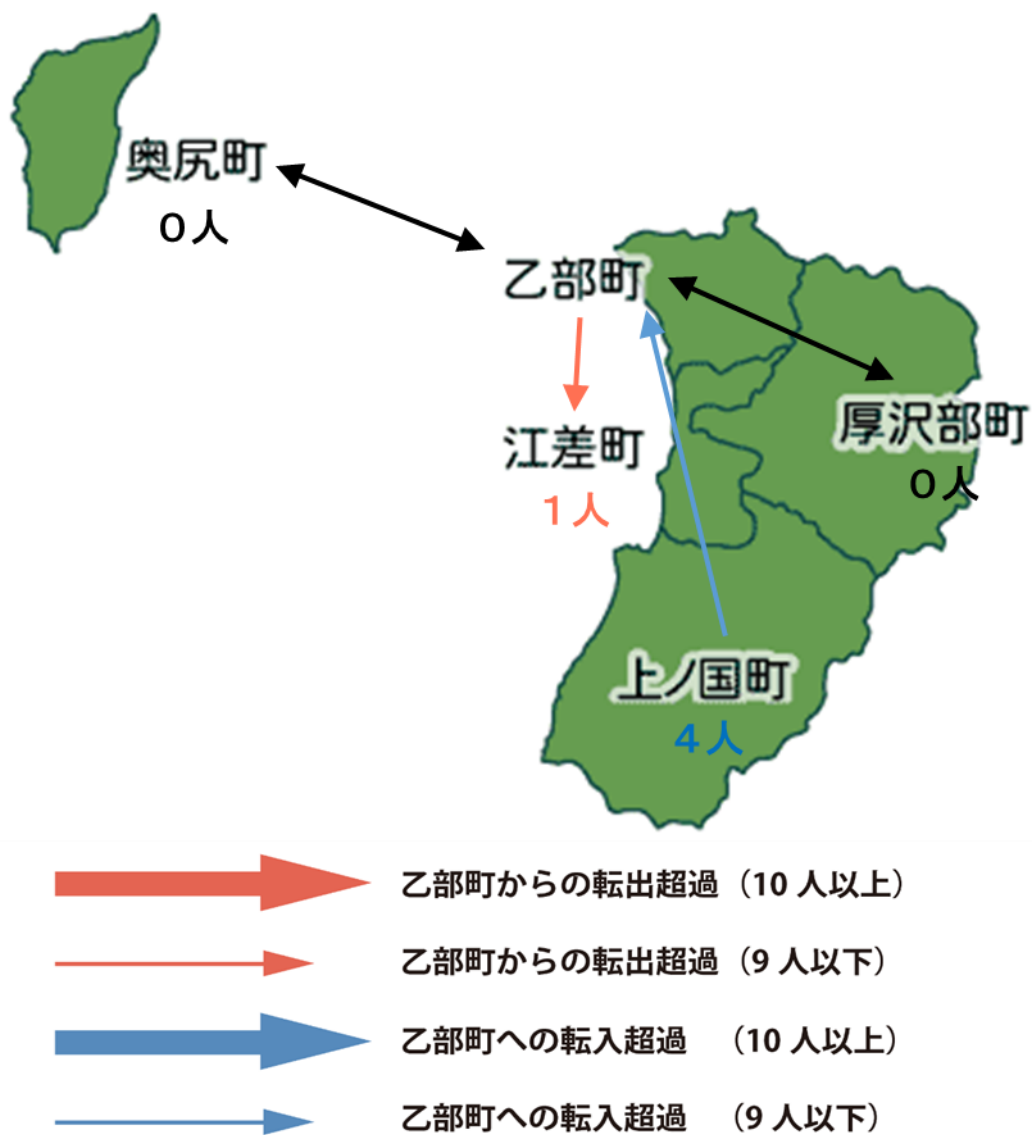 奥尻町
０人
乙部町
江差町
１人
厚沢部町
０人
上ノ国町
４人
乙部町からの転出超過（10 人以上）
乙部町からの転出超過（9 人以下）
乙部町への転入超過　（10 人以上）
乙部町への転入超過　（9 人以下）